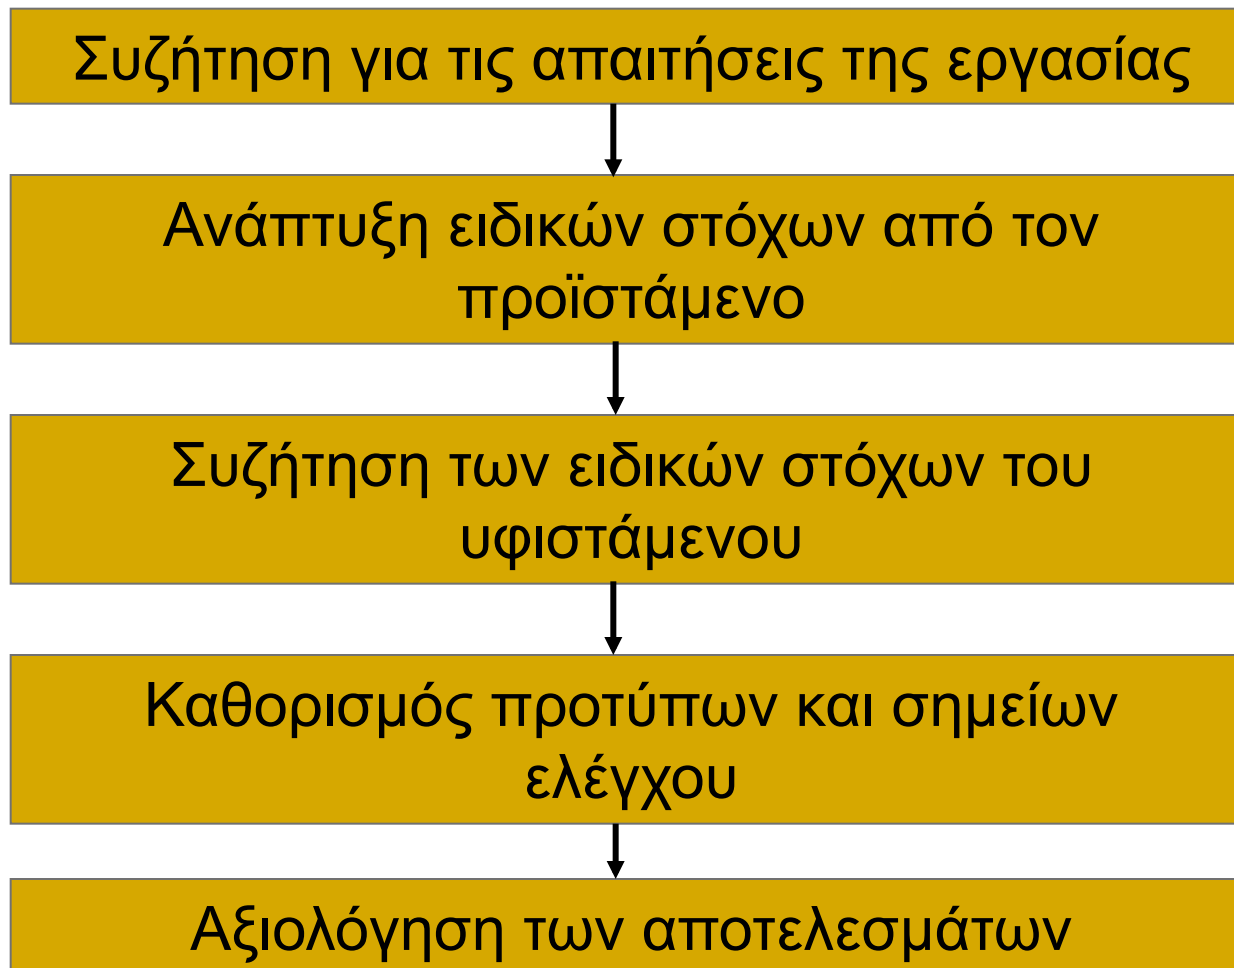 Συζήτηση για τις απαιτήσεις της εργασίας
Ανάπτυξη ειδικών στόχων από τον
προϊστάμενο
Συζήτηση των ειδικών στόχων του
υφιστάμενου
Καθορισμός προτύπων και σημείων
ελέγχου
Αξιολόγηση των αποτελεσμάτων